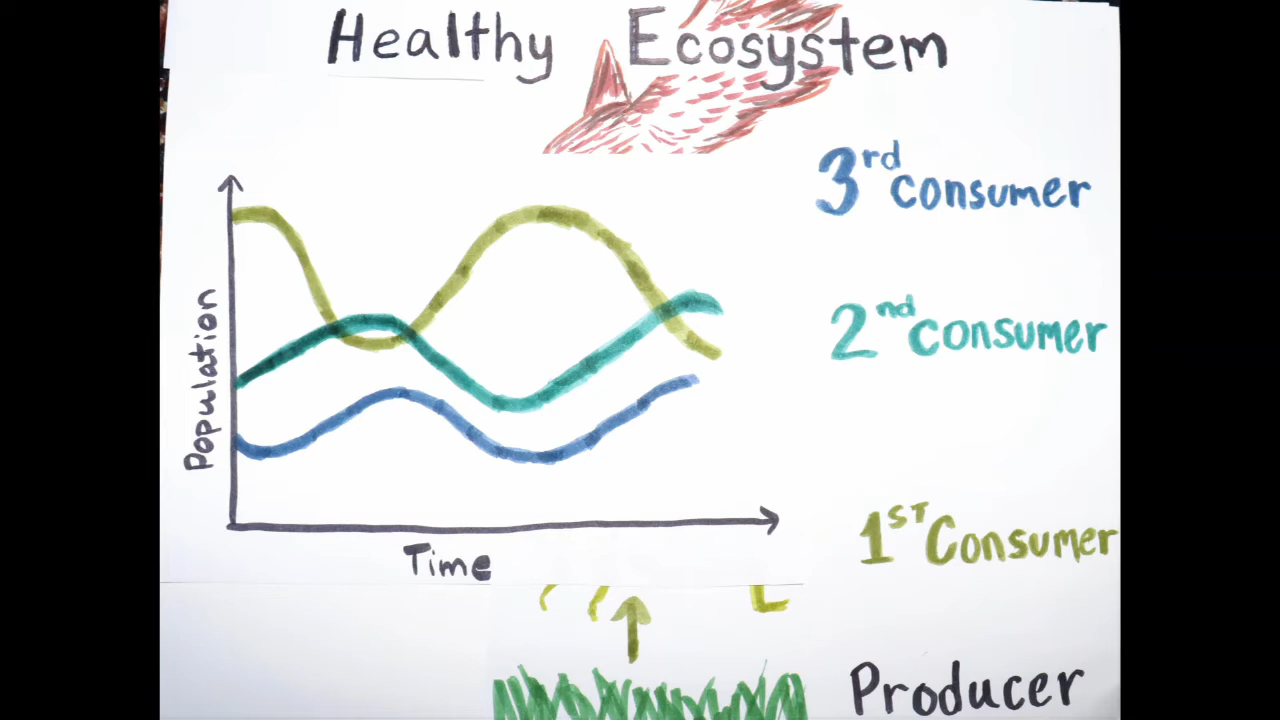 Healthy Ecosystem
3rd consumer
2nd consumer
Population
1ST Consumer
Time
Producer